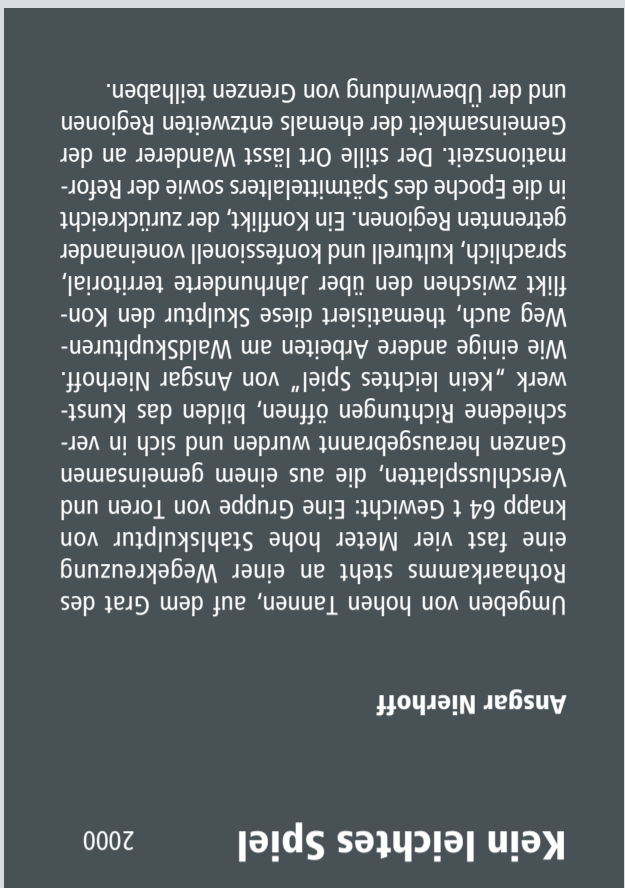 Kein leichtes Spiel 2000
Ansgar Nierhoff
Umgeben von hohen Tannen, auf dem Grat des
Rothaarkamms steht an einer Wegekreuzung
eine fast vier Meter hohe Stahlskulptur von
knapp 64 t Gewicht: Eine Gruppe von Toren und
Verschlussplatten, die aus einem gemeinsamen
Ganzen herausgebrannt wurden und sich in ver-
schiedene Richtungen öffnen, bilden das Kunst-
werk „Kein leichtes Spiel" von Ansgar Nierhoff.
Wie einige andere Arbeiten am WaldSkupturen-
Weg auch, thematisiert diese Skulptur den Kon-
flikt zwischen den über Jahrhunderte territorial,
sprachlich, kulturell und konfessionell voneinander
getrennten Regionen. Ein Konflikt, der zurückreicht
in die Epoche des Spätmittelalters sowie der Refor-
mationszeit. Der stille Ort lässt Wanderer an der
Gemeinsamkeit der ehemals entzweiten Regionen
und der Überwindung von Grenzen teilhaben.